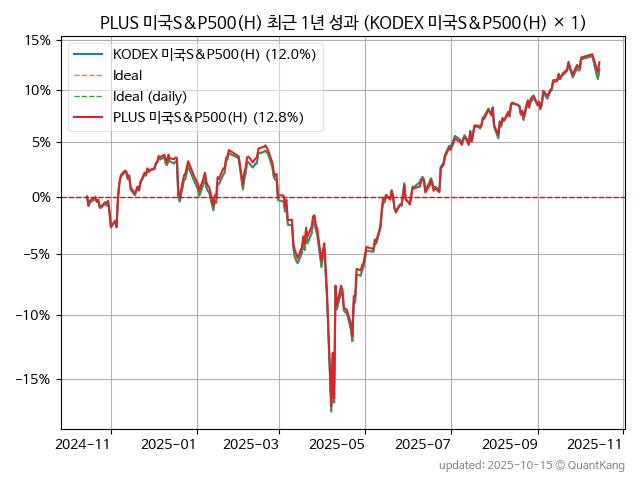 PLUS 미국S&P500(H) 최근 1년 성과 (KODEX 미국S&P500(H) × 1)
KODEX 미국S&P500(H) (12.0%)
Ideal
Ideal (daily)
PLUS 미국S&P500(H) (12.8%)
15%
10%
5%
0%
−5%
−10%
−15%
2024-11 2025-01 2025-03 2025-05 2025-07 2025-09 2025-11
updated: 2025-10-15 © QuantKang